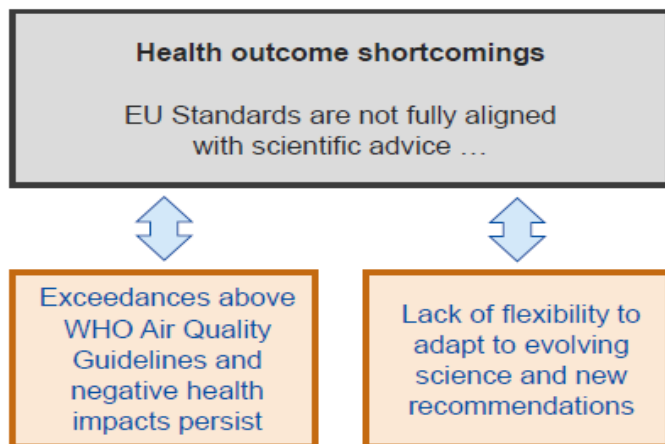 Health outcome shortcomings
EU Standards are not fully aligned
with scientific advice ...
Exceedances above
WHO Air Quality
Guidelines and
negative health
impacts persist
Lack of flexibility to
adapt to evolving
science and new
recommendations